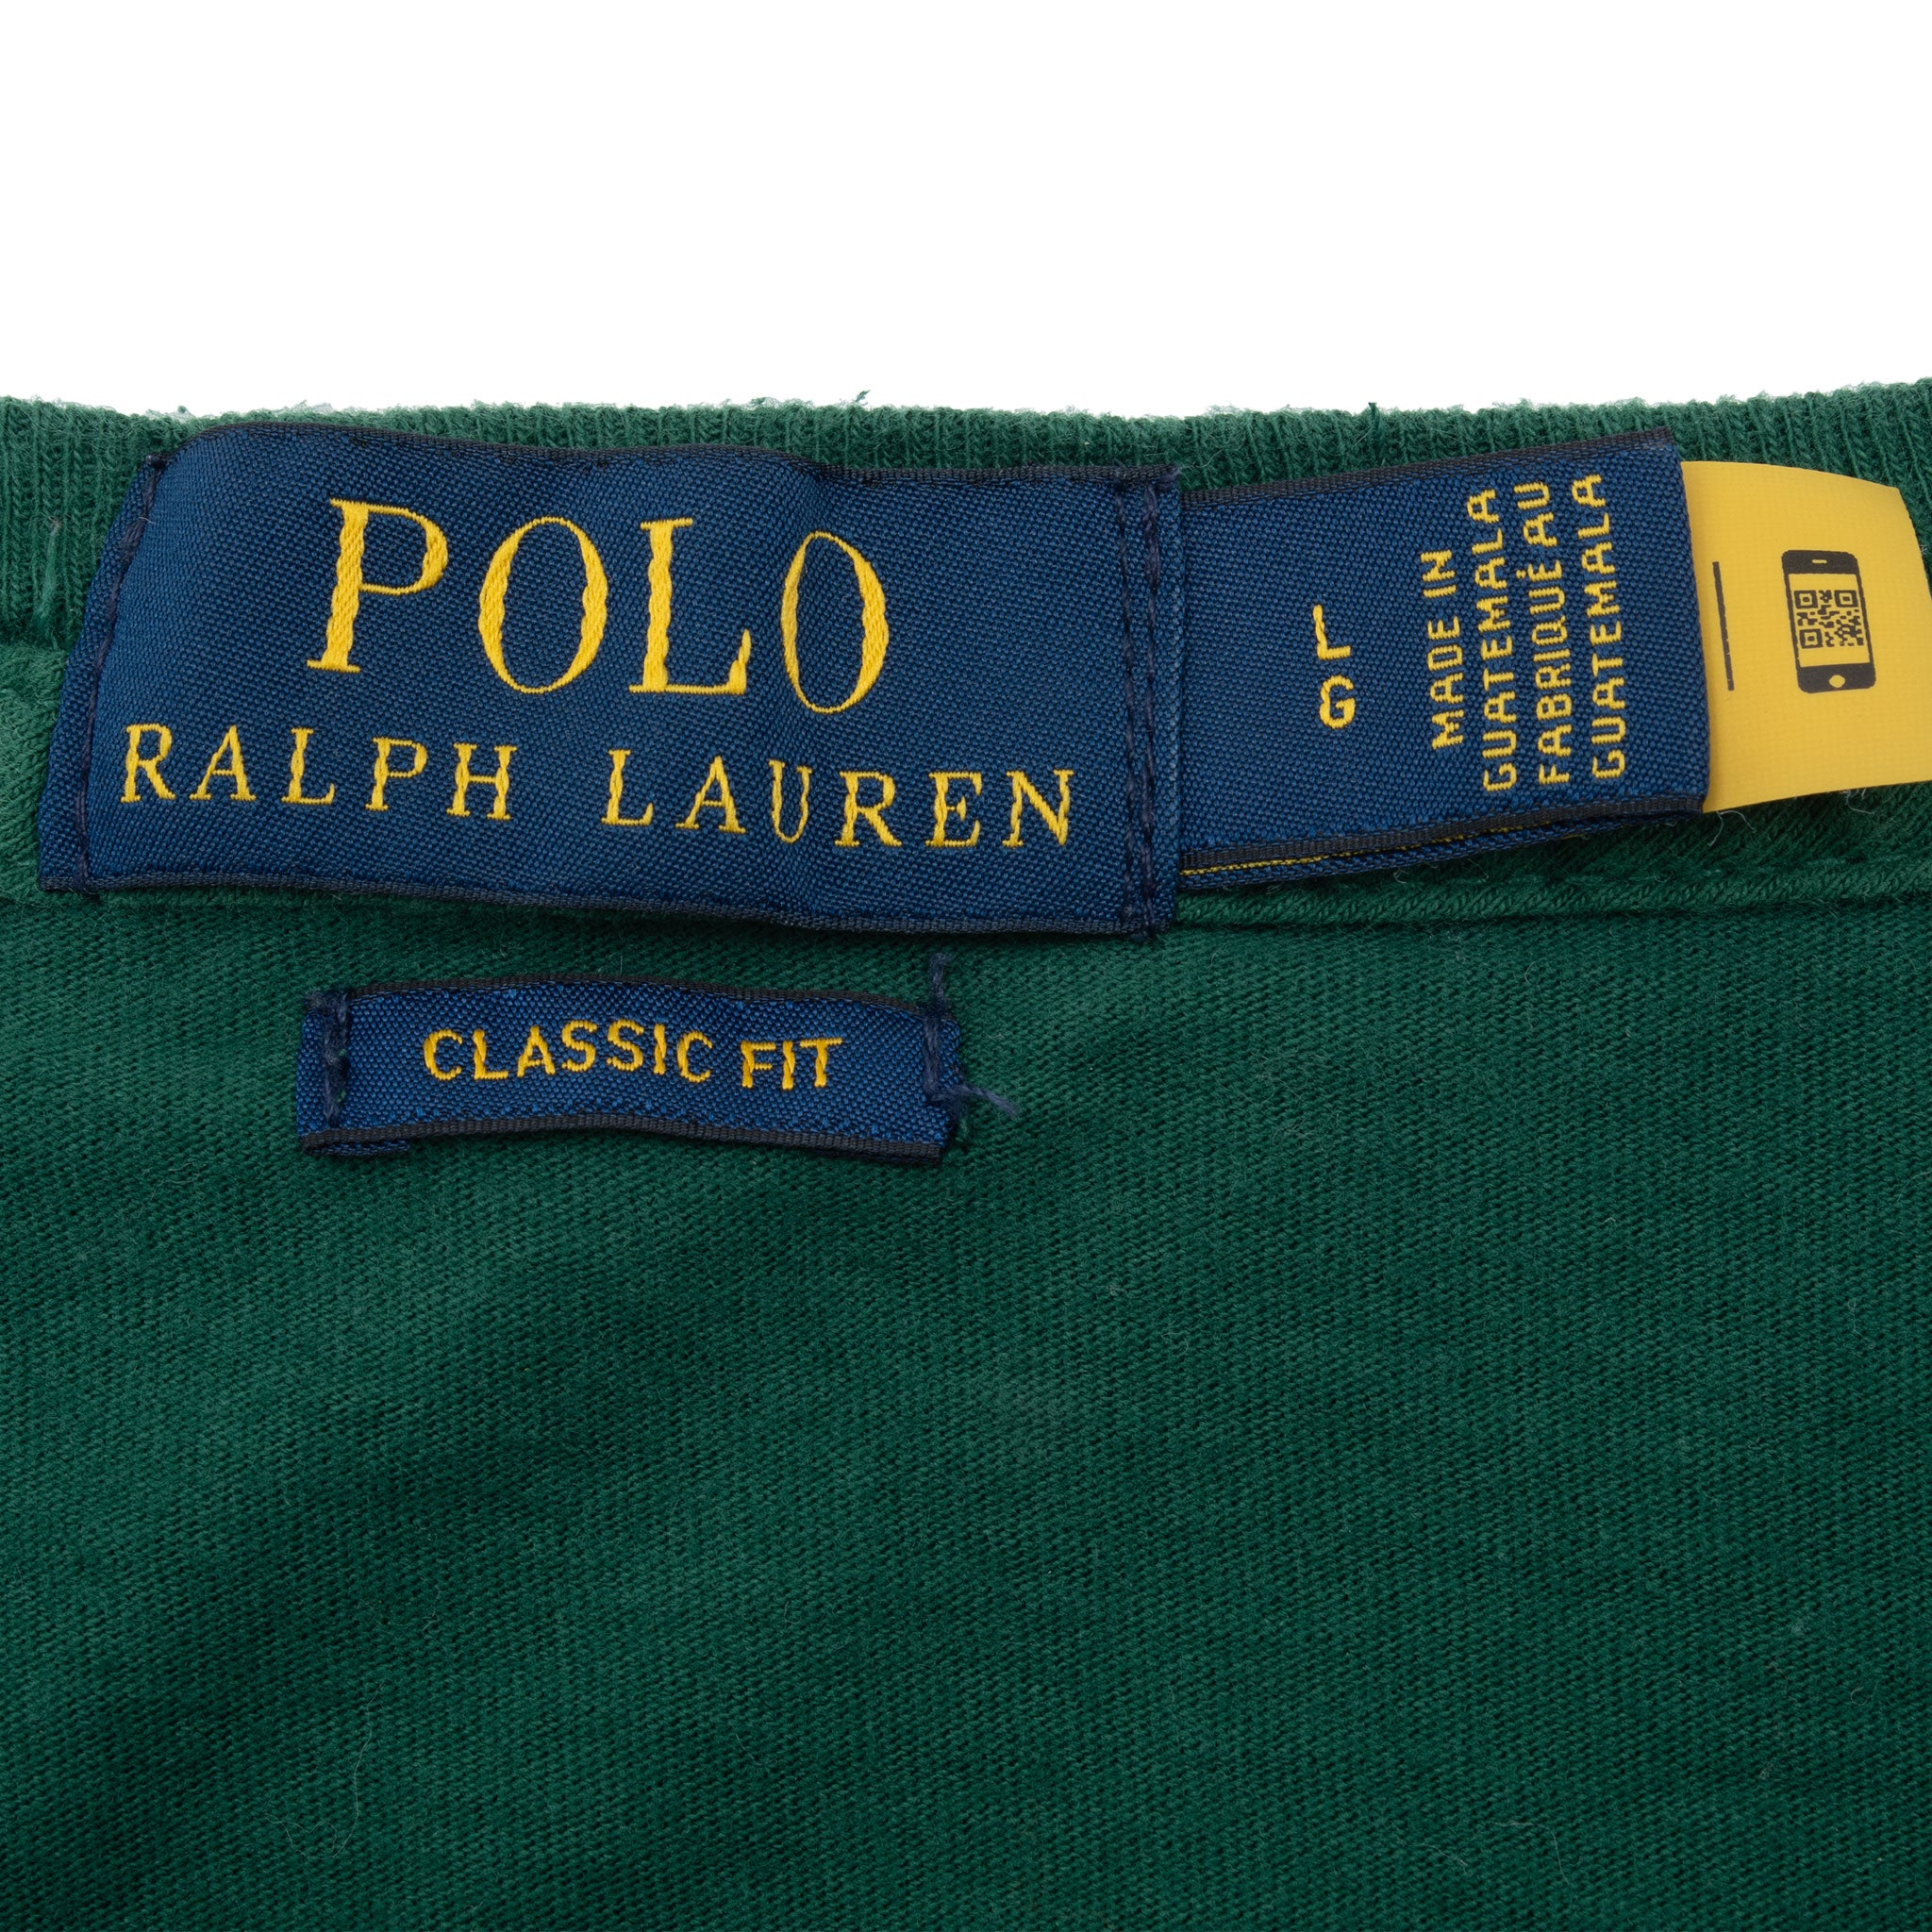 POLO
RALPH LAUREN
L
G
MADE IN
GUATEMALA
FABRIQUÉ AU
GUATEMALA
CLASSIC FIT